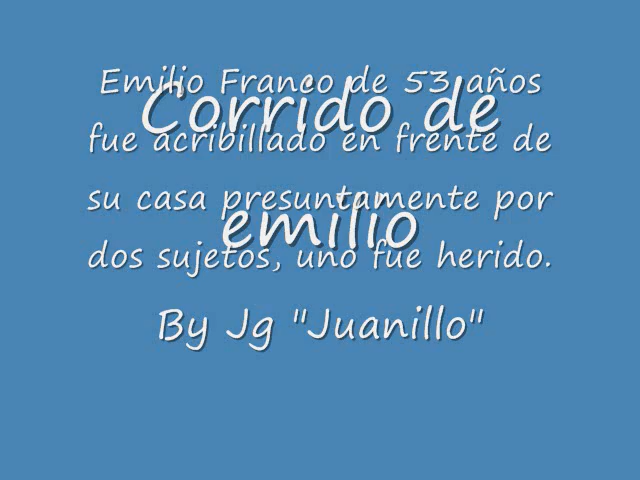 Emilio Franco de 53 años
Corrido de
fue acribillado en frente de
su casa presuntamente por
emilio
dos sujetos, uno fue herido.
By Jg "Juanillo"